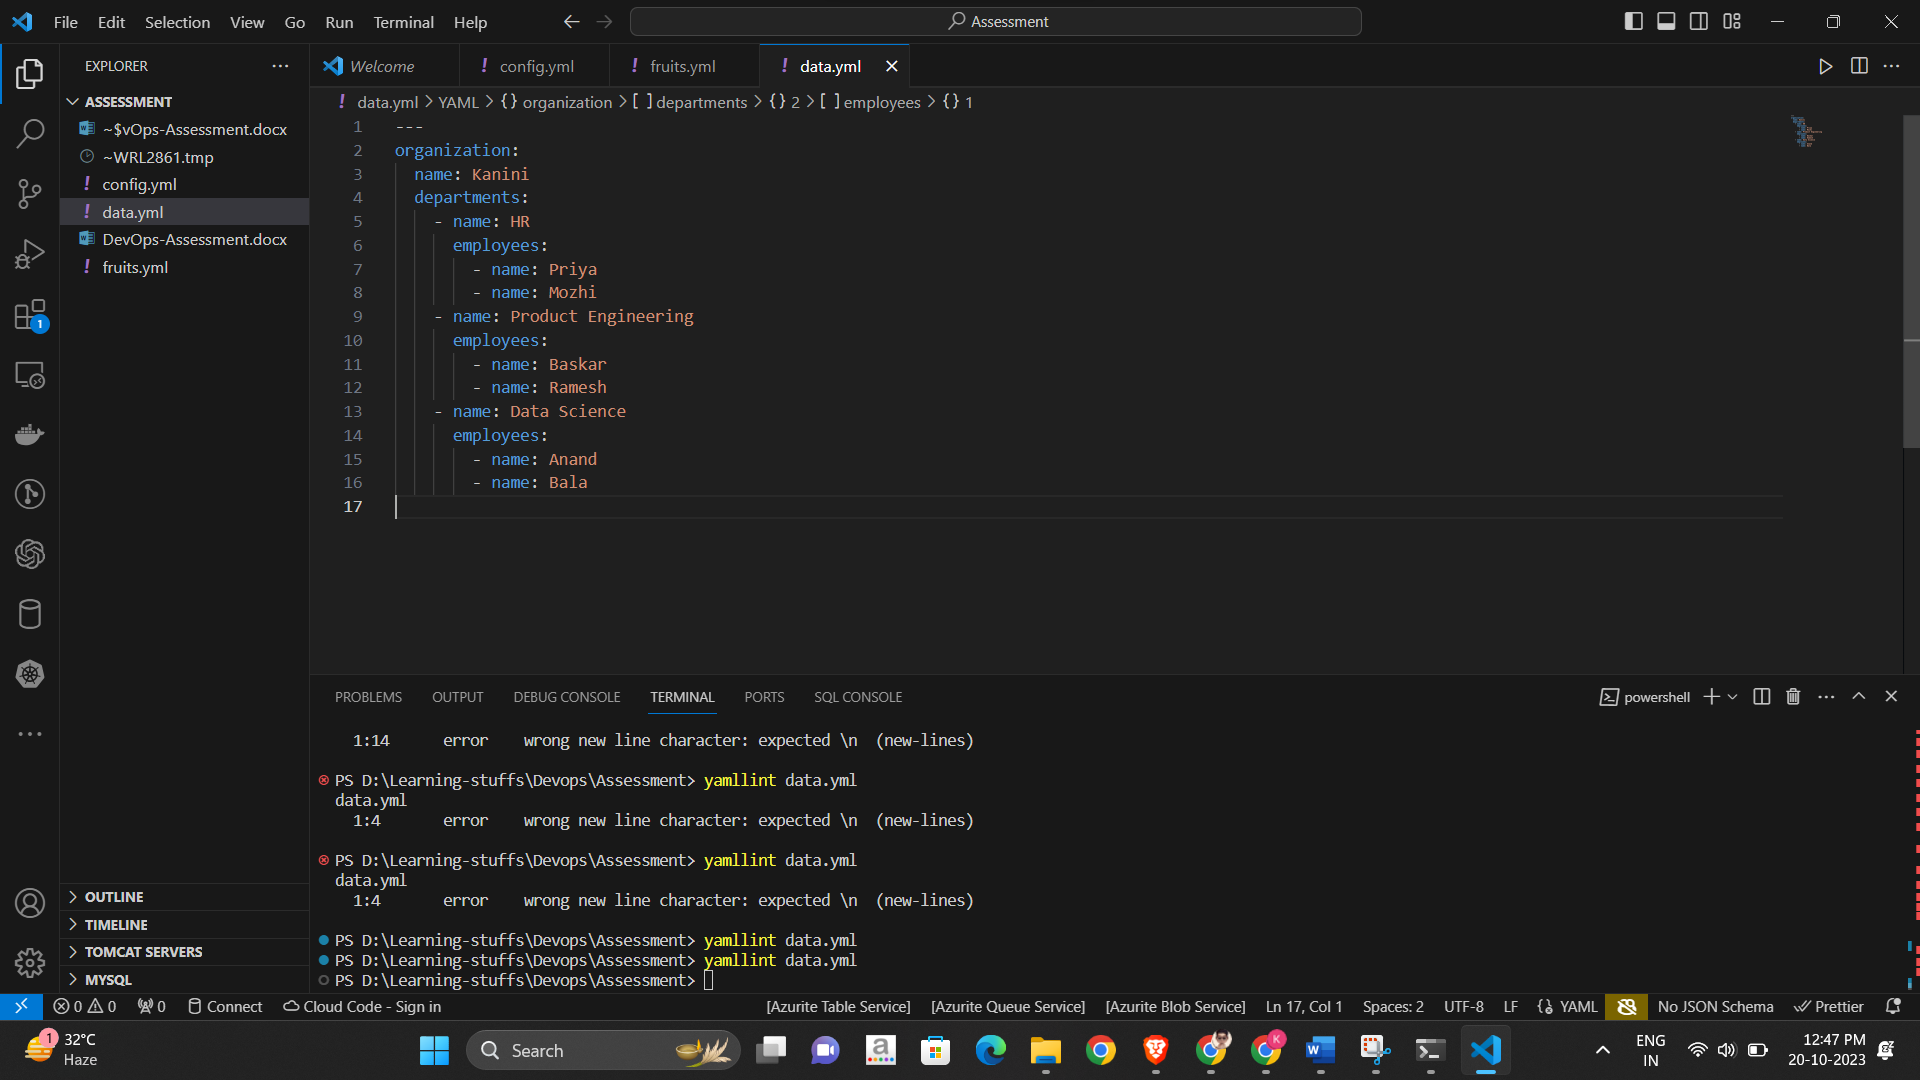 File Edit Selection View Go Run Terminal Help
Assessment
EXPLORER
ASSESSMENT
~$vOps-Assessment.docx
~WRL2861.tmp
! config.yml
! data.yml
DevOps-Assessment.docx
! fruits.yml
1
OUTLINE
TIMELINE
TOMCAT SERVERS
MYSQL
Welcome ! config.yml ! fruits.yml ! data.yml
! data.yml > YAML > {} organization > [ ] departments > {} 2 > [ ] employees > {} 1
1 ---
2 organization:
3 name: Kanini
4 departments:
5 - name: HR
6 employees:
7 - name: Priya
8 - name: Mozhi
9 - name: Product Engineering
10 employees:
11 - name: Baskar
12 - name: Ramesh
13 - name: Data Science
14 employees:
15 - name: Anand
16 - name: Bala
17
PROBLEMS OUTPUT DEBUG CONSOLE TERMINAL PORTS SQL CONSOLE
powershell
1:14 error wrong new line character: expected \n (new-lines)
PS D:\Learning-stuffs\Devops\Assessment> yamllint data.yml
data.yml
1:4 error wrong new line character: expected \n (new-lines)
PS D:\Learning-stuffs\Devops\Assessment> yamllint data.yml
data.yml
1:4 error wrong new line character: expected \n (new-lines)
PS D:\Learning-stuffs\Devops\Assessment> yamllint data.yml
PS D:\Learning-stuffs\Devops\Assessment> yamllint data.yml
PS D:\Learning-stuffs\Devops\Assessment>
0 0 0 Connect Cloud Code - Sign in [Azurite Table Service] [Azurite Queue Service] [Azurite Blob Service] Ln 17, Col 1 Spaces: 2 UTF-8 LF {} YAML No JSON Schema Prettier
1
32°C
Haze
Search
a
K
W
ENG
IN
12:47 PM
20-10-2023